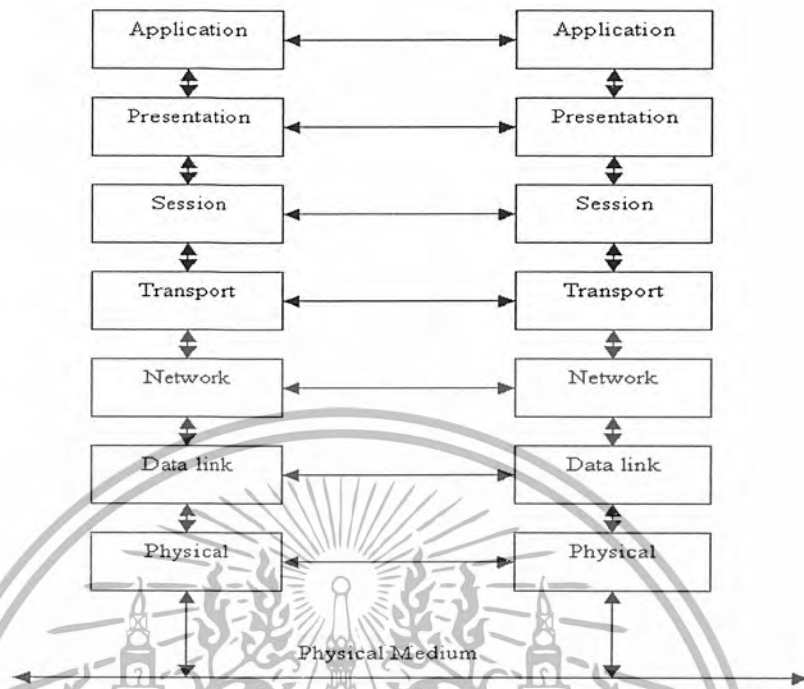 Application Application
Presentation Presentation
Session Session
Transport Transport
Network Network
Data link Data link
Physical Physical
Physical Medium